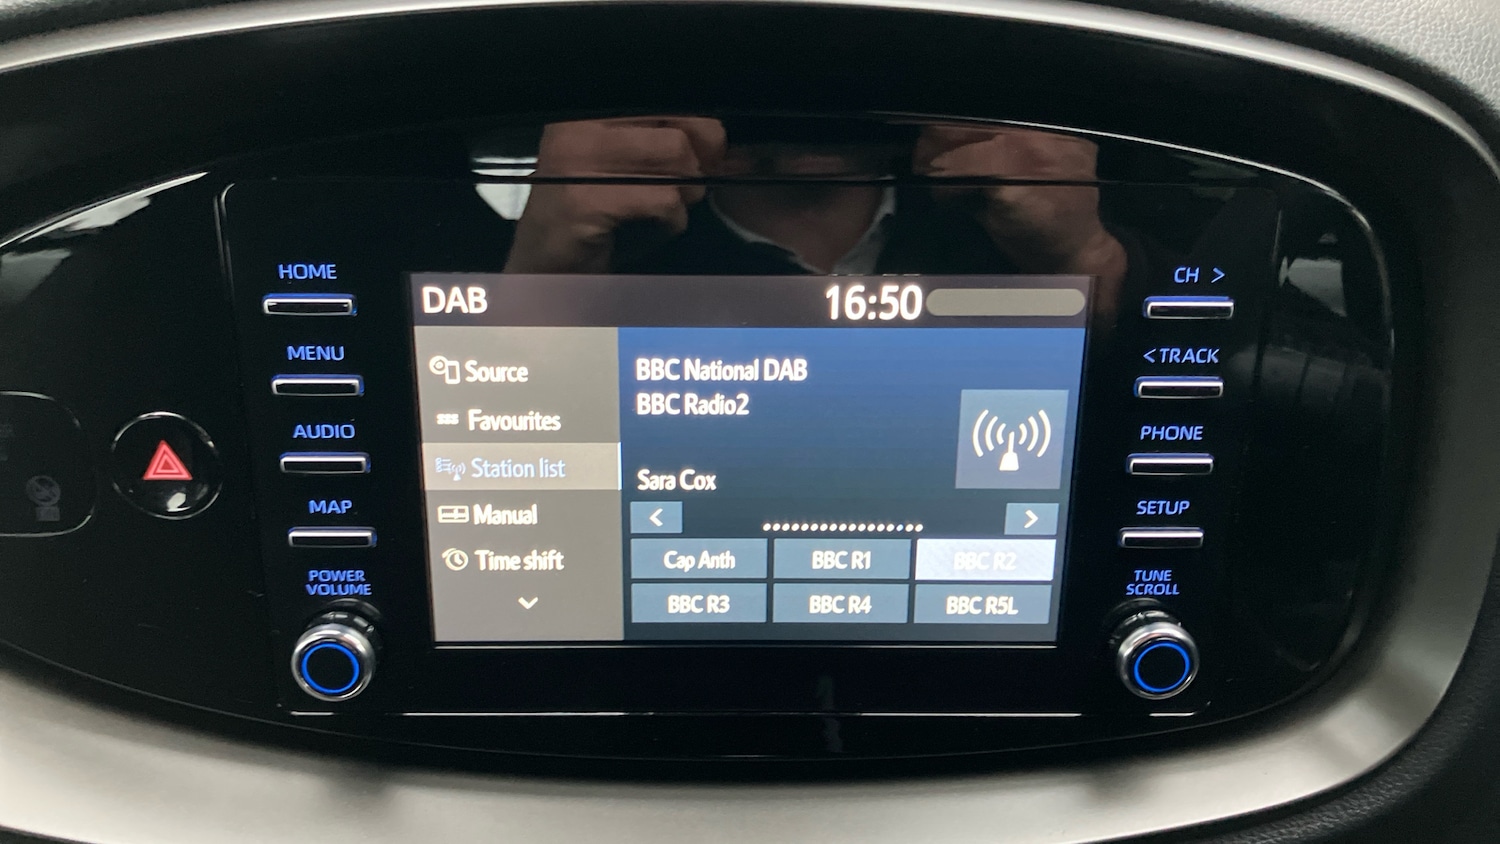 HOME
MENU
AUDIO
MAP
POWER
VOLUME
DAB
16:50
Source
Favourites
Station list
Manual
Time shift
BBC National DAB
BBC Radio2
Sara Cox
<
>
Cap Anth
BBC R1
BBC R2
BBC R3
BBC R4
BBC R5L
CH >
< TRACK
PHONE
SETUP
TUNE
SCROLL